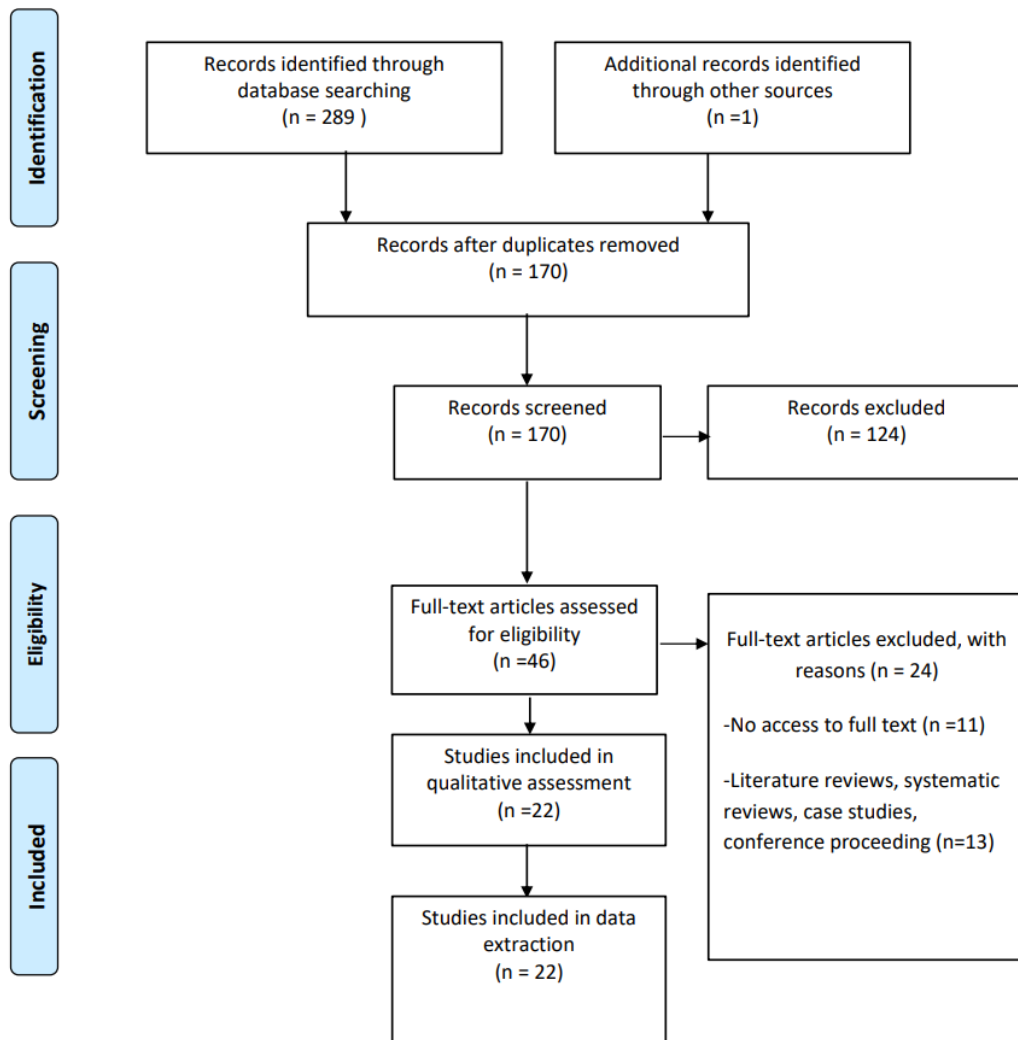 Identification
Records identified through
database searching
(n = 289 )
Additional records identified
through other sources
(n =1)
Records after duplicates removed
(n = 170)
Screening
Records screened
(n = 170)
Records excluded
(n = 124)
Eligibility
Full-text articles assessed
for eligibility
(n =46)
Full-text articles excluded, with
reasons (n = 24)
-No access to full text (n =11)
-Literature reviews, systematic
reviews, case studies,
conference proceeding (n=13)
Included
Studies included in
qualitative assessment
(n =22)
Studies included in data
extraction
(n = 22)